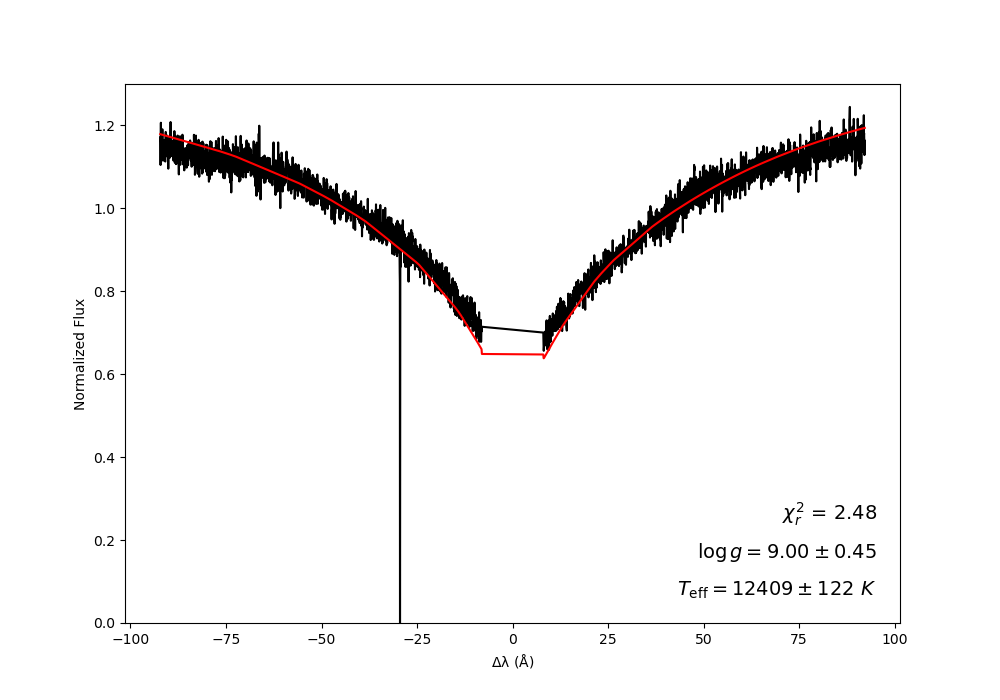 1.2
1.0
0.8
0.6
0.4
0.2
0.0
Normalized Flux
χ²ᵣ = 2.48
log g = 9.00 ± 0.45
T_eff = 12409 ± 122 K
−100 −75 −50 −25 0 25 50 75 100
Δλ (Å)